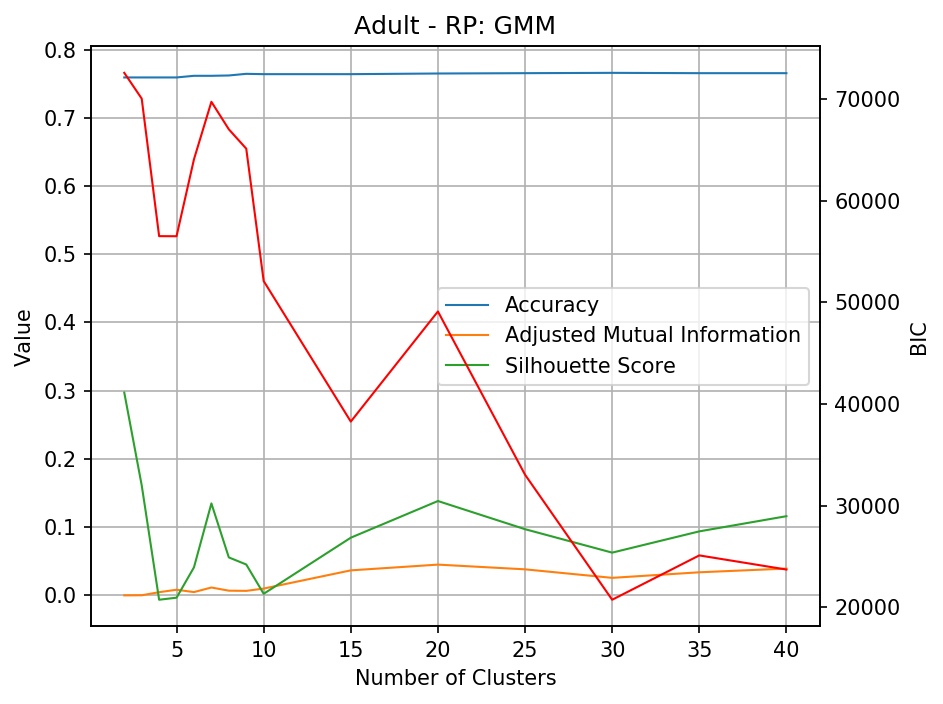 Adult - RP: GMM
0.8
0.7
0.6
0.5
0.4
0.3
0.2
0.1
0.0
Value
70000
60000
50000
40000
30000
20000
BIC
Accuracy
Adjusted Mutual Information
Silhouette Score
5 10 15 20 25 30 35 40
Number of Clusters